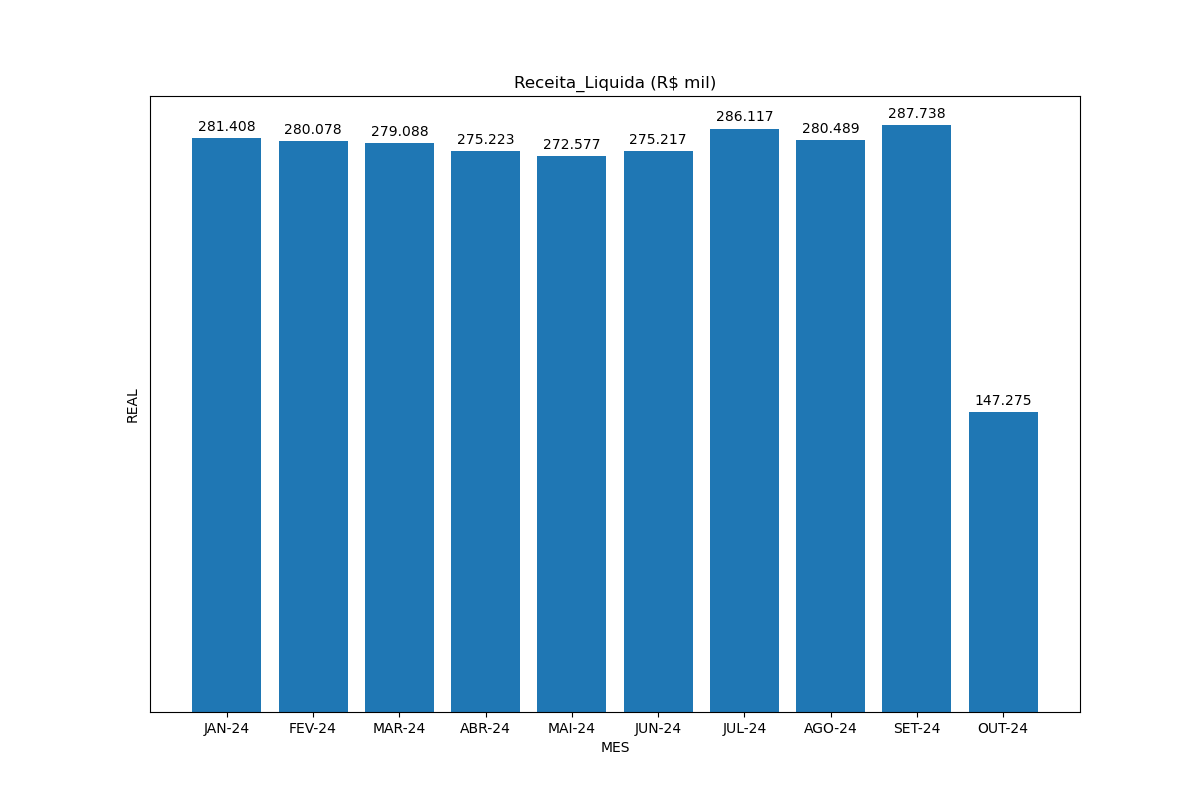 Receita_Liquida (R$ mil)
281.408
280.078
279.088
275.223
272.577
275.217
286.117
280.489
287.738
147.275
REAL
JAN-24
FEV-24
MAR-24
ABR-24
MAI-24
JUN-24
JUL-24
AGO-24
SET-24
OUT-24
MES